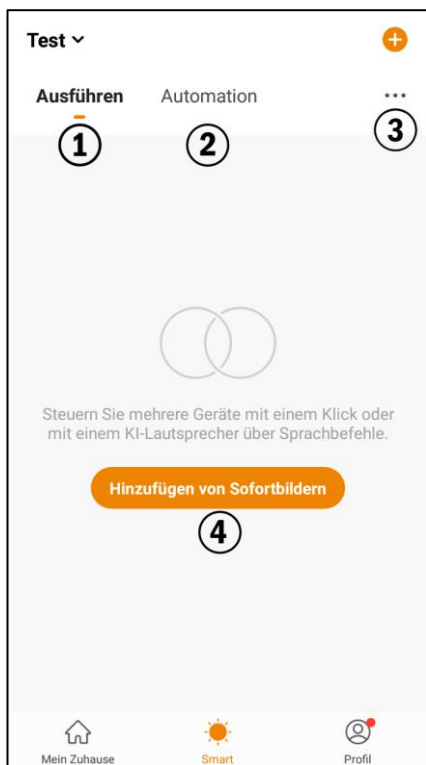 Test
Ausführen Automation ...
1 2 3
Steuern Sie mehrere Geräte mit einem Klick oder
mit einem KI-Lautsprecher über Sprachbefehle.
Hinzufügen von Sofortbildern
4
Mein Zuhause Smart Profil